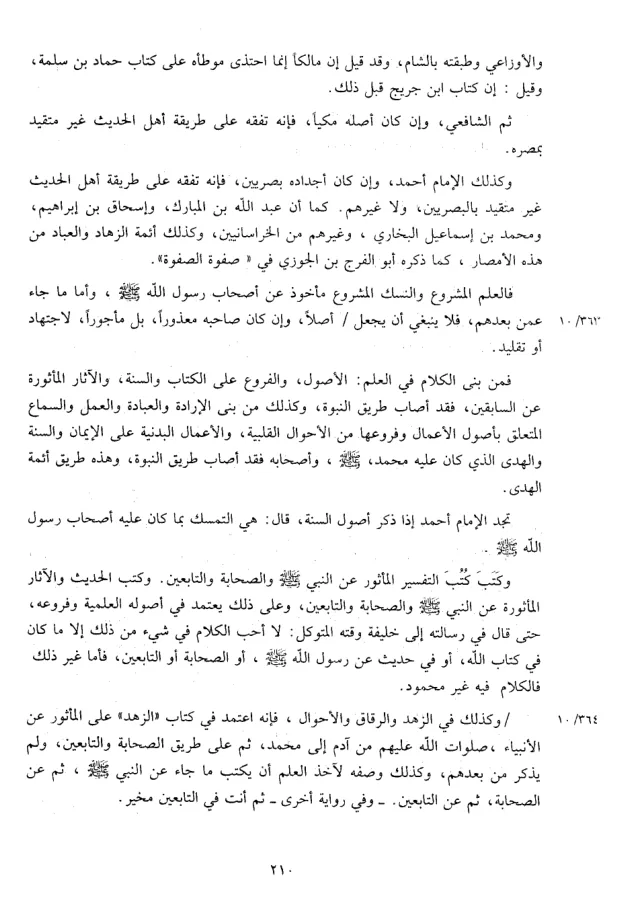 والأوزاعي وطبقته بالشام، وقد قيل إن مالكاً إنما احتذى موطأه على كتاب حماد بن سلمة،
وقيل : إن كتاب ابن جريج قبل ذلك.
ثم الشافعي، وإن كان أصله مكياً، فإنه تفقه على طريقة أهل الحديث غير متقيد
بمصره.
وكذلك الإمام أحمد، وإن كان أجداده بصريين، فإنه تفقه على طريقة أهل الحديث
غير متقيد بالبصريين، ولا غيرهم. كما أن عبد الله بن المبارك، وإسحاق بن إبراهيم،
ومحمد بن إسماعيل البخاري ، وغيرهم من الخراسانيين، وكذلك أئمة الزهاد والعباد من
هذه الأمصار ، كما ذكره أبو الفرج بن الجوزي في « صفوة الصفوة».
فالعلم المشروع والنسك المشروع مأخوذ عن أصحاب رسول الله ﷺ ، وأما ما جاء
عمن بعدهم، فلا ينبغي أن يجعل / أصلاً، وإن كان صاحبه معذوراً، بل مأجوراً، لاجتهاد ١٠/٣٦٣
أو تقليد.
فمن بنى الكلام في العلم: الأصول، والفروع على الكتاب والسنة، والآثار المأثورة
عن السابقين، فقد أصاب طريق النبوة، وكذلك من بنى الإرادة والعبادة والعمل والسماع
المتعلق بأصول الأعمال وفروعها من الأحوال القلبية، والأعمال البدنية على الإيمان والسنة
والهدى الذي كان عليه محمد، ﷺ ، وأصحابه فقد أصاب طريق النبوة، وهذه طريق أئمة
الهدى.
تجد الإمام أحمد إذا ذكر أصول السنة، قال: هي التمسك بما كان عليه أصحاب رسول
الله ﷺ .
وكَتَبَ كُتُبَ التفسير المأثور عن النبي ﷺ والصحابة والتابعين. وكتب الحديث والآثار
المأثورة عن النبي ﷺ والصحابة والتابعين، وعلى ذلك يعتمد في أصوله العلمية وفروعه،
حتى قال في رسالته إلى خليفة وقته المتوكل: لا أحب الكلام في شيء من ذلك إلا ما كان
في كتاب الله، أو في حديث عن رسول الله ﷺ ، أو الصحابة أو التابعين، فأما غير ذلك
فالكلام فيه غير محمود.
/ وكذلك في الزهد والرقاق والأحوال ، فإنه اعتمد في كتاب «الزهد» على المأثور عن ١٠/٣٦٤
الأنبياء ،صلوات الله عليهم من آدم إلى محمد، ثم على طريق الصحابة والتابعين، ولم
يذكر من بعدهم، وكذلك وصفه لآخذ العلم أن يكتب ما جاء عن النبي ﷺ ، ثم عن
الصحابة، ثم عن التابعين. ـ وفي رواية أخرى ـ ثم أنت في التابعين مخير.
٢١٠